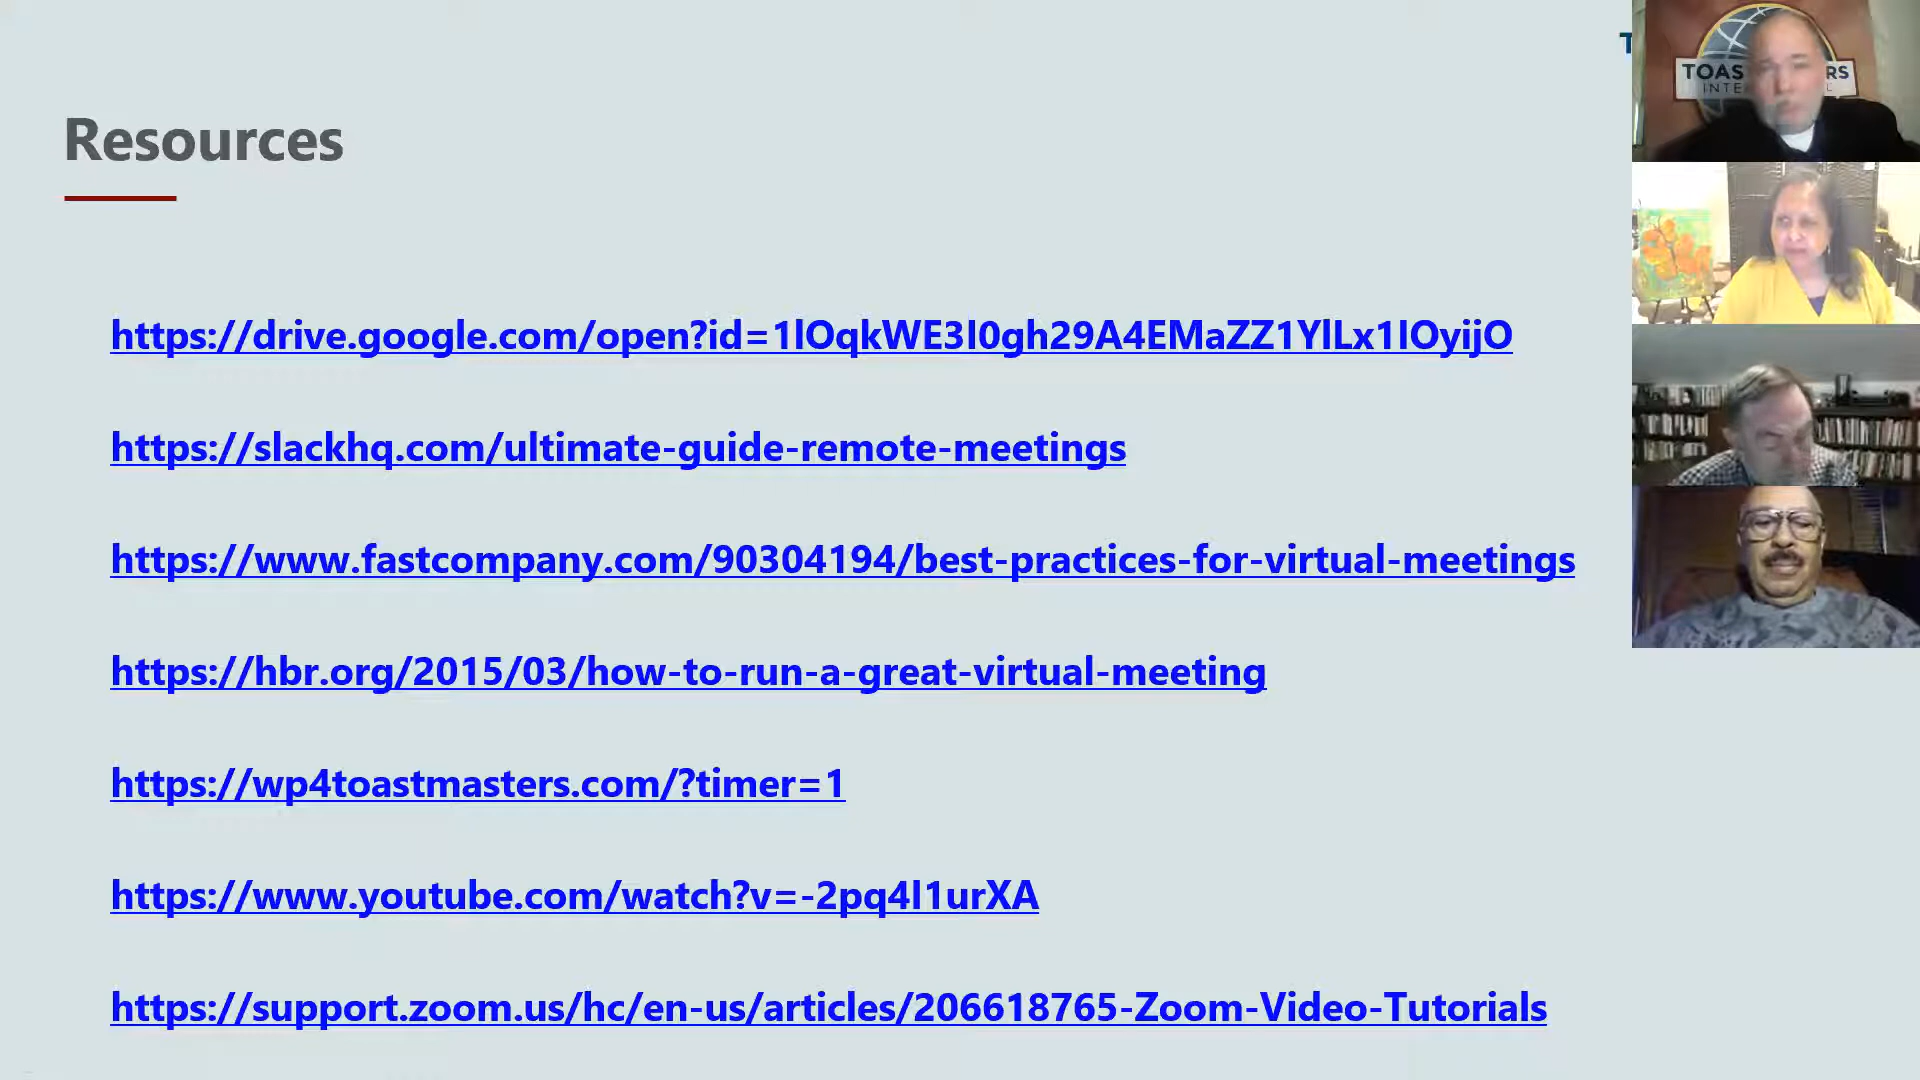 Resources
https://drive.google.com/open?id=1lOqkWE3I0gh29A4EMaZZ1YlLx1IOyijO
https://slackhq.com/ultimate-guide-remote-meetings
https://www.fastcompany.com/90304194/best-practices-for-virtual-meetings
https://hbr.org/2015/03/how-to-run-a-great-virtual-meeting
https://wp4toastmasters.com/?timer=1
https://www.youtube.com/watch?v=-2pq4I1urXA
https://support.zoom.us/hc/en-us/articles/206618765-Zoom-Video-Tutorials